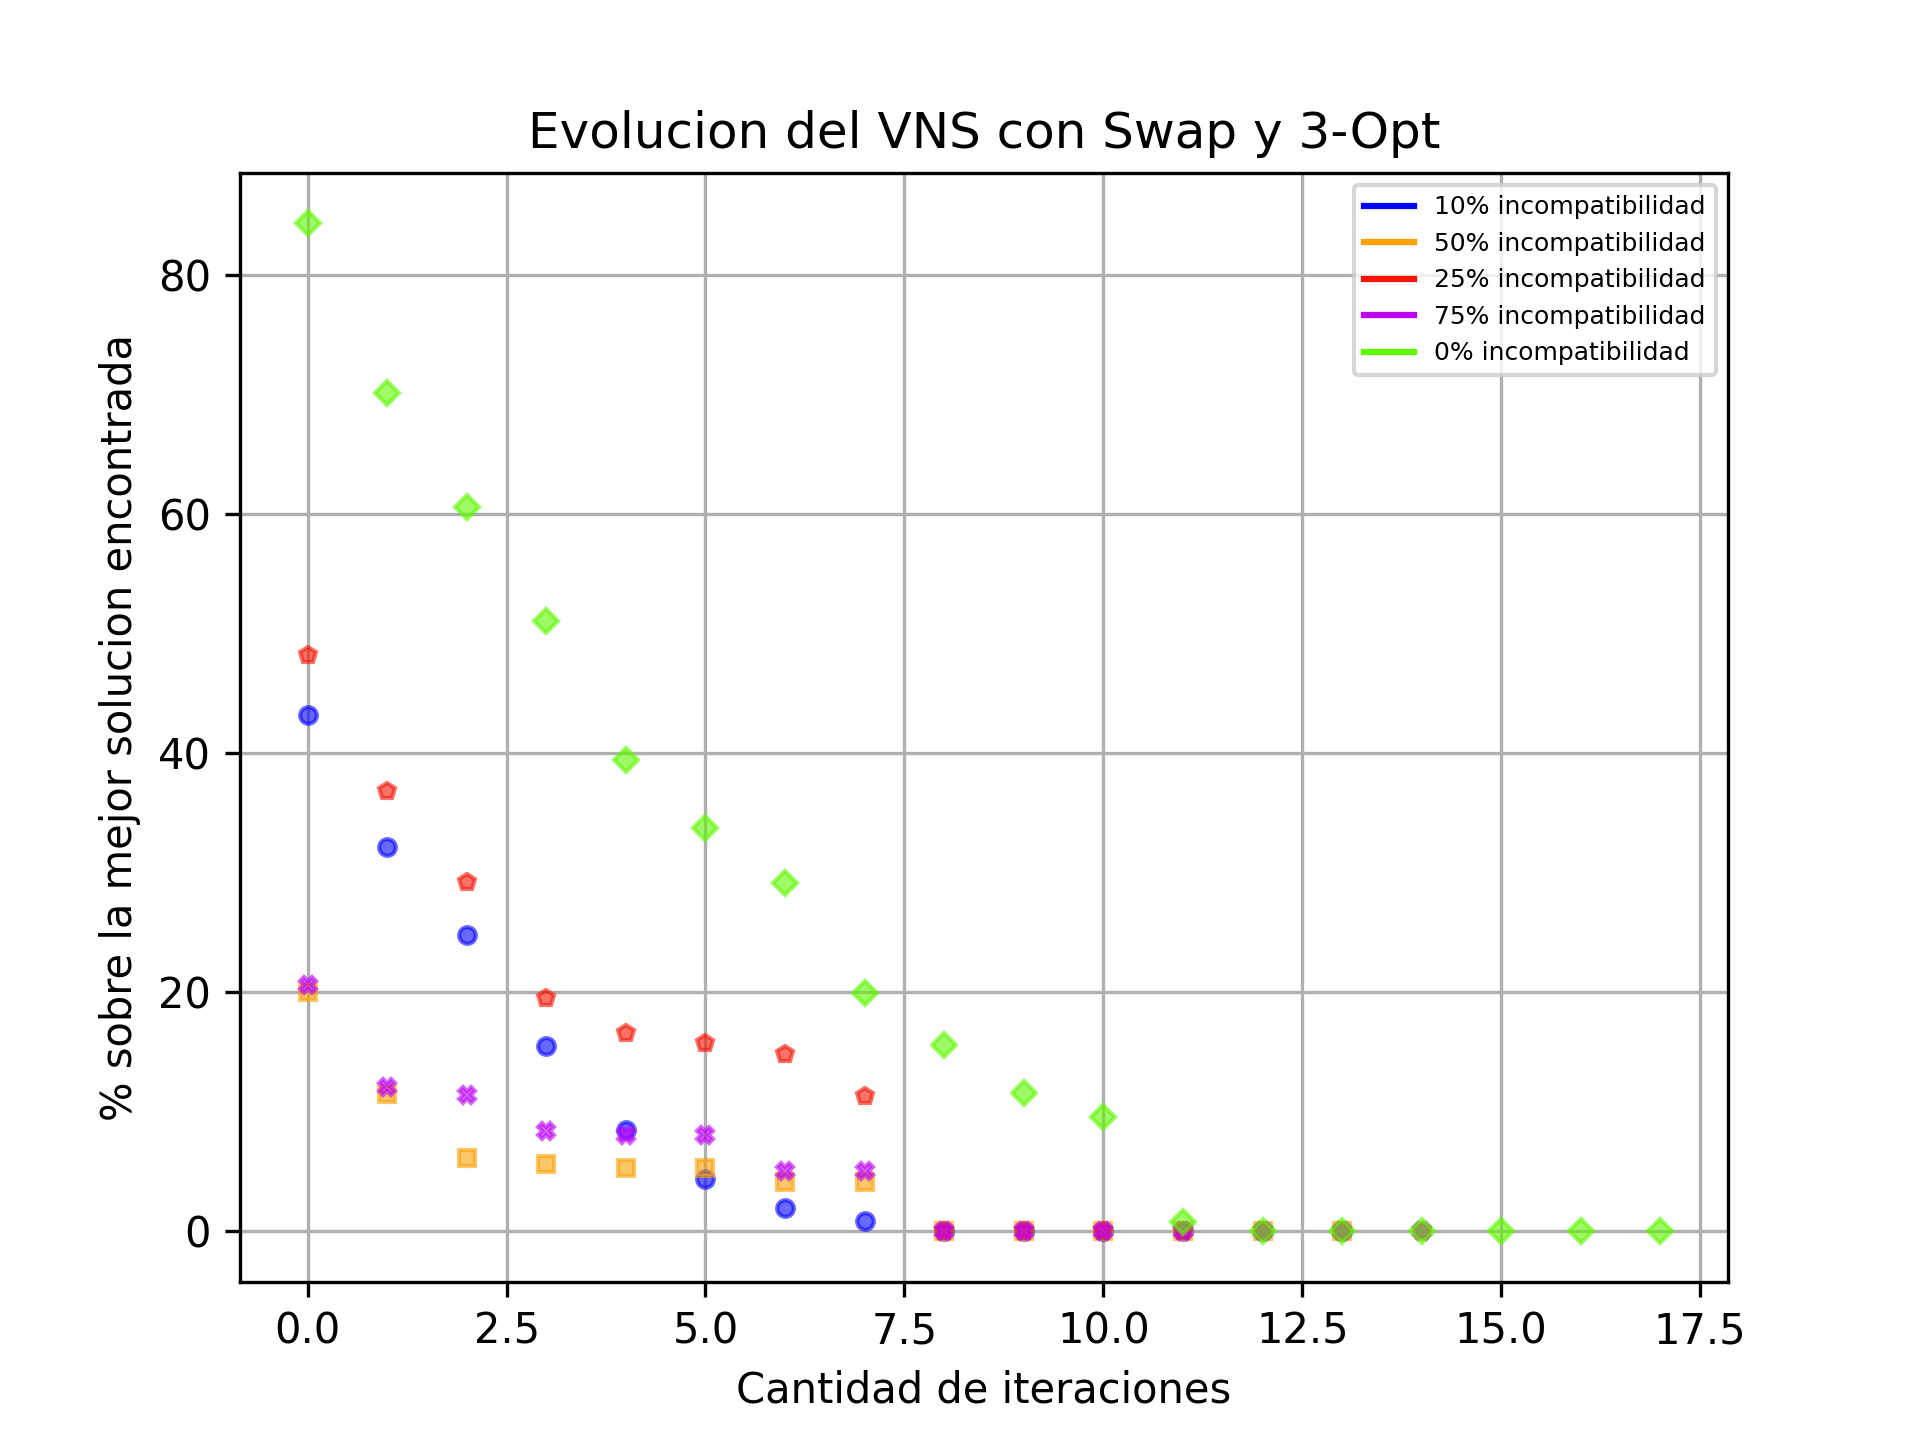 Evolucion del VNS con Swap y 3-Opt
10% incompatibilidad
50% incompatibilidad
25% incompatibilidad
75% incompatibilidad
0% incompatibilidad
% sobre la mejor solucion encontrada
80
60
40
20
0
0.0 2.5 5.0 7.5 10.0 12.5 15.0 17.5
Cantidad de iteraciones